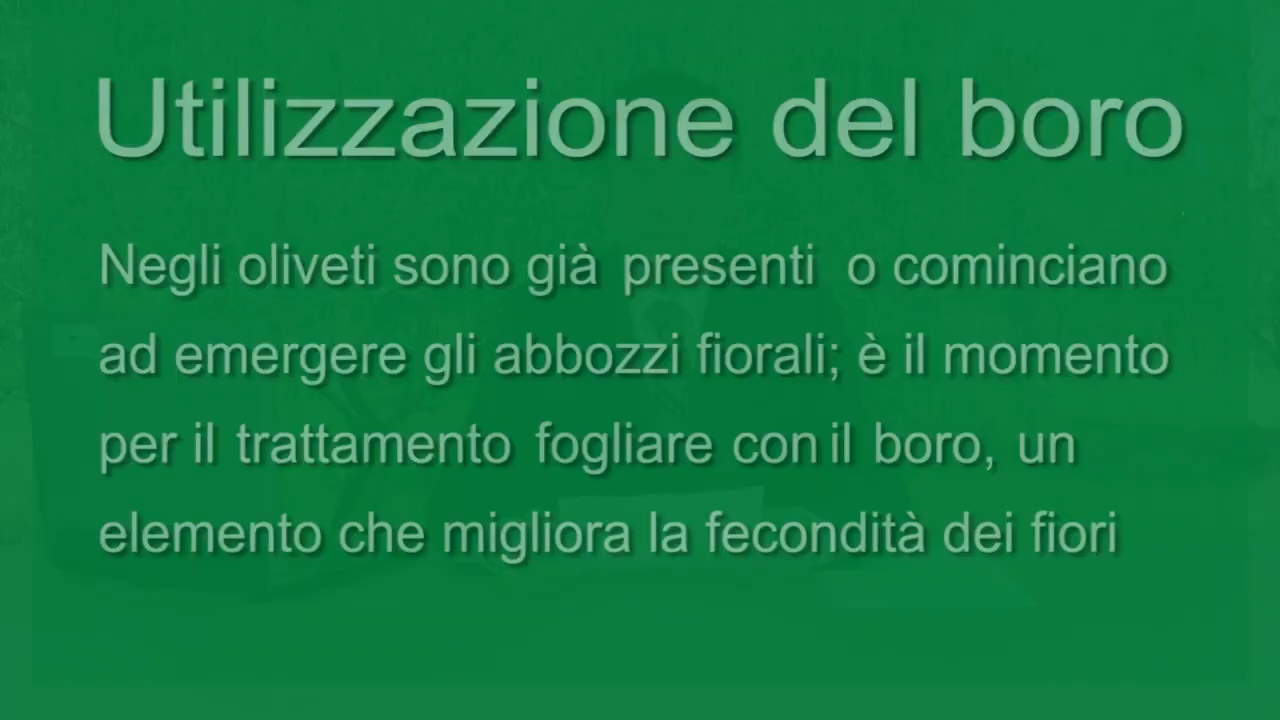 Utilizzazione del boro
Negli oliveti sono già presenti o cominciano
ad emergere gli abbozzi fiorali; è il momento
per il trattamento fogliare con il boro, un
elemento che migliora la fecondità dei fiori